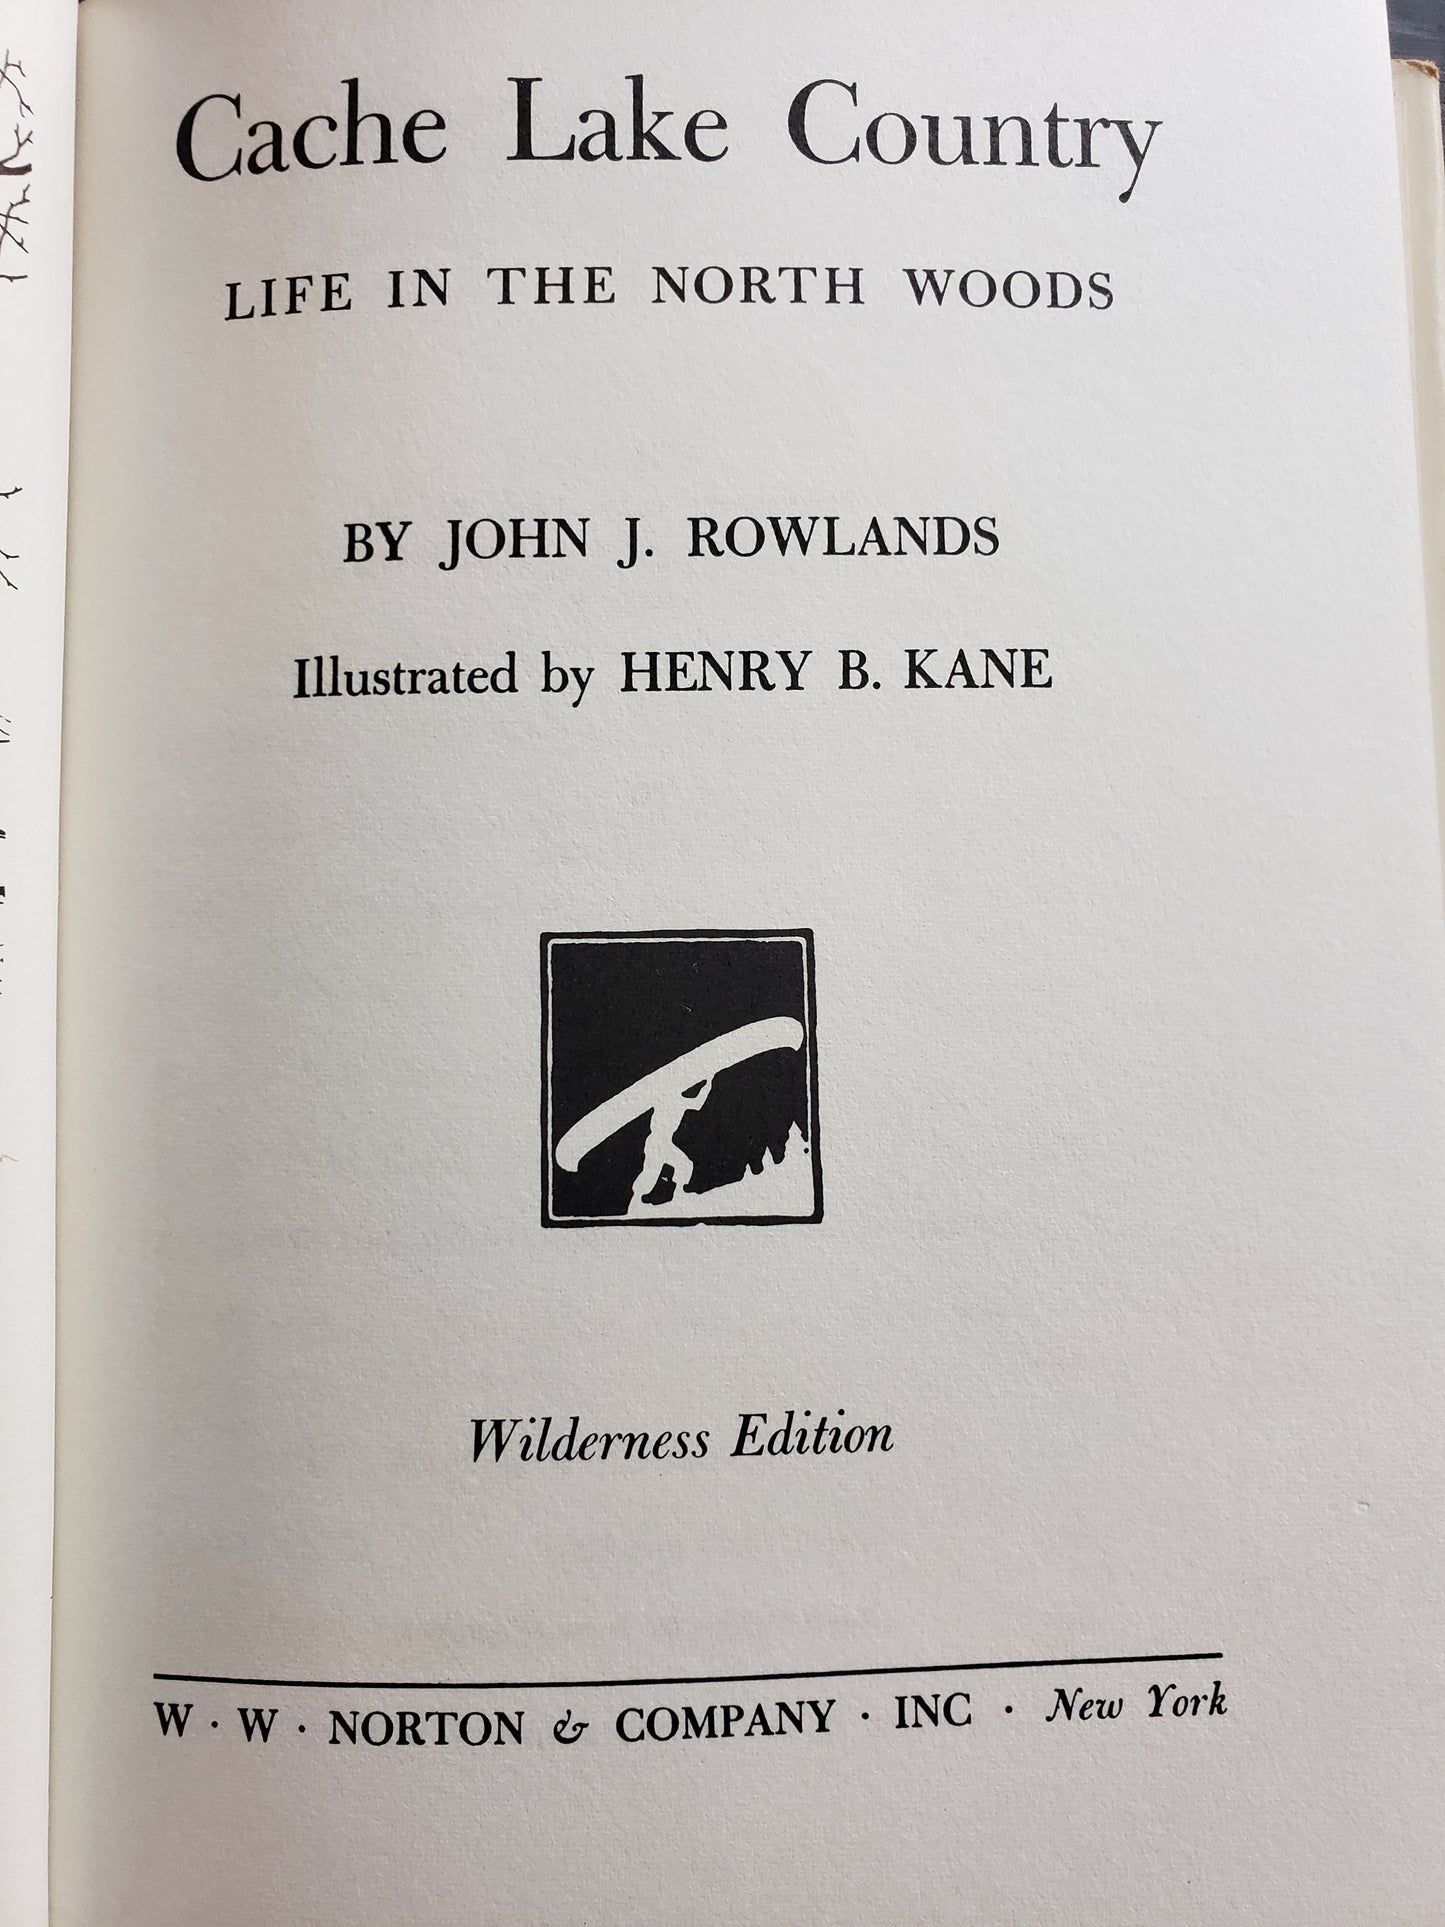 Cache Lake Country
LIFE IN THE NORTH WOODS
BY JOHN J. ROWLANDS
Illustrated by HENRY B. KANE
Wilderness Edition
W · W · NORTON & COMPANY · INC · New York